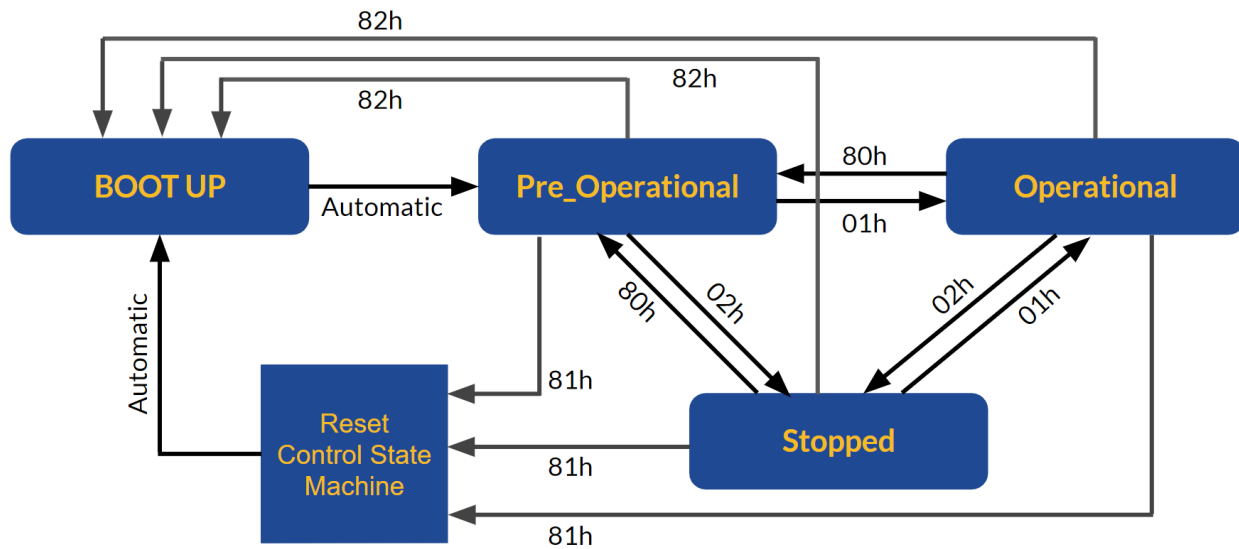 82h
82h
82h
BOOT UP
Automatic
Pre_Operational
80h
01h
Operational
Automatic
80h
02h
02h
01h
81h
Reset
Control State
Machine
81h
Stopped
81h